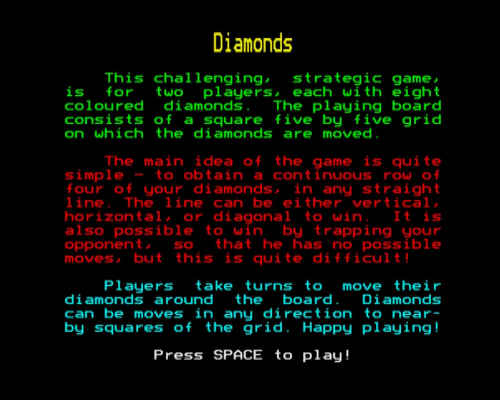 Diamonds
This challenging, strategic game,
is for two players, each with eight
coloured diamonds. The playing board
consists of a square five by five grid
on which the diamonds are moved.
The main idea of the game is quite
simple - to obtain a continuous row of
four of your diamonds, in any straight
line. The line can be either vertical,
horizontal, or diagonal to win. It is
also possible to win by trapping your
opponent, so that he has no possible
moves, but this is quite difficult!
Players take turns to move their
diamonds around the board. Diamonds
can be moves in any direction to near-
by squares of the grid. Happy playing!
Press SPACE to play!